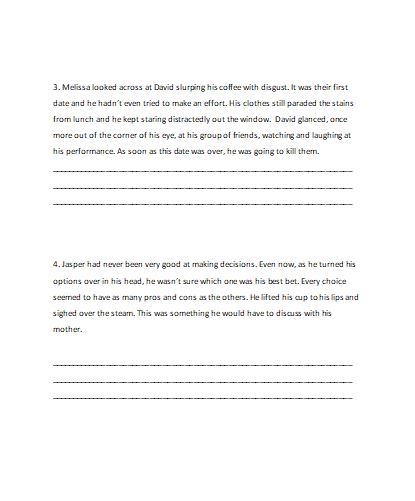 3. Melissa looked across at David slurping his coffee with disgust. It was their first
date and he hadn´t even tried to make an effort. His clothes still paraded the stains
from lunch and he kept staring distractedly out the window.  David glanced, once
more out of the corner of his eye, at his group of friends, watching and laughing at
his performance. As soon as this date was over, he was going to kill them.
4. Jasper had never been very good at making decisions. Even now, as he turned his
options over in his head, he wasn´t sure which one was his best bet. Every choice
seemed to have as many pros and cons as the others. He lifted his cup to his lips and
sighed over the steam. This was something he would have to discuss with his
mother.